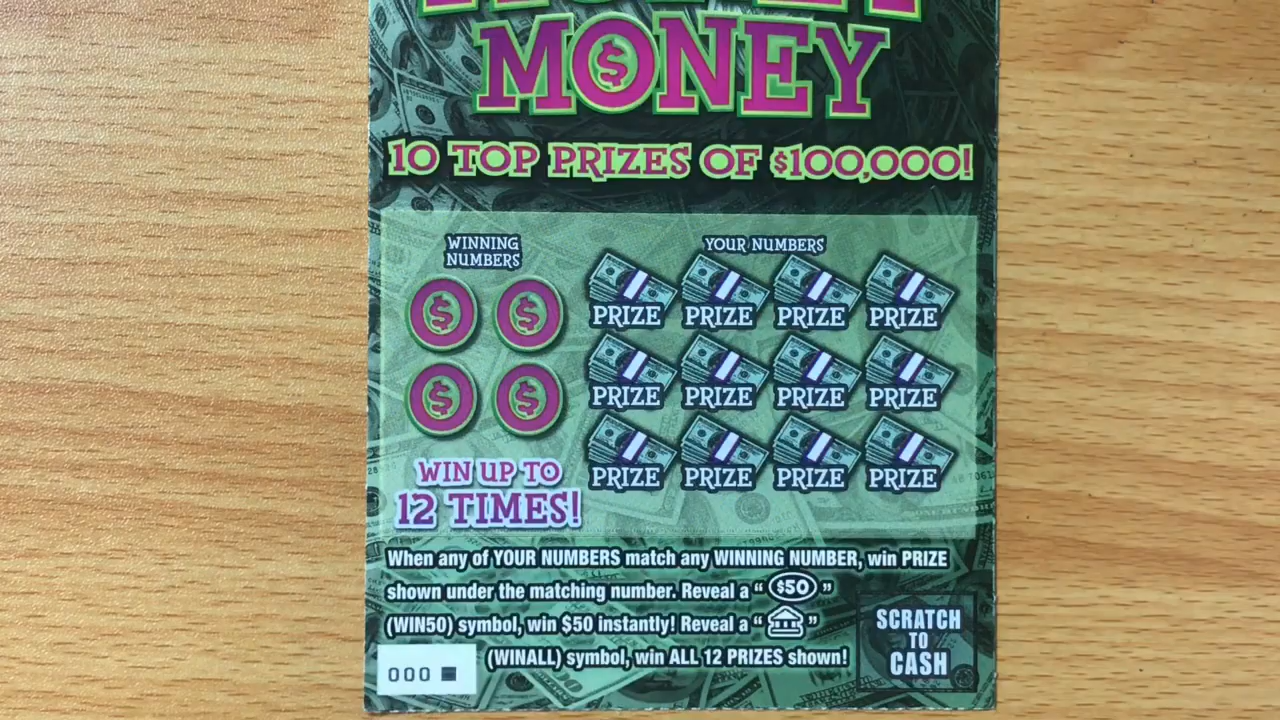 MONEY
10 TOP PRIZES OF $100,000!
WINNING
NUMBERS
YOUR NUMBERS
$ $
PRIZE PRIZE PRIZE PRIZE
$ $
PRIZE PRIZE PRIZE PRIZE
PRIZE PRIZE PRIZE PRIZE
WIN UP TO
12 TIMES!
When any of YOUR NUMBERS match any WINNING NUMBER, win PRIZE
shown under the matching number. Reveal a “ $50 ”
(WIN50) symbol, win $50 instantly! Reveal a “ ”
(WINALL) symbol, win ALL 12 PRIZES shown!
SCRATCH
TO
CASH
000